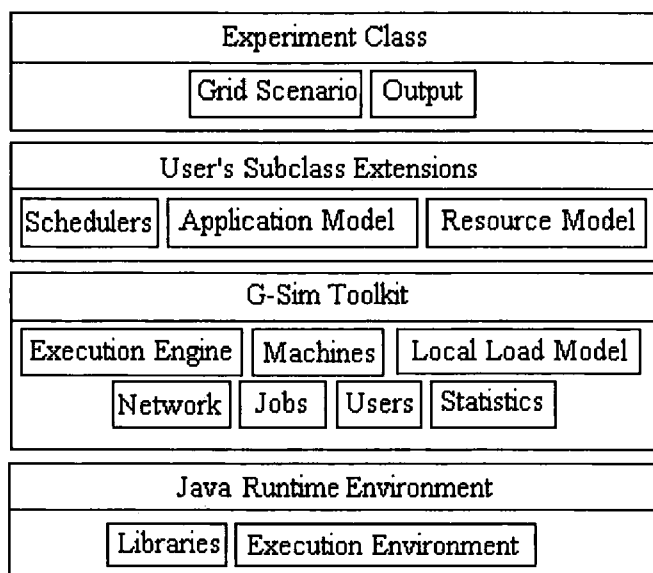 Experiment Class
Grid Scenario Output
User's Subclass Extensions
Schedulers Application Model Resource Model
G-Sim Toolkit
Execution Engine Machines Local Load Model
Network Jobs Users Statistics
Java Runtime Environment
Libraries Execution Environment